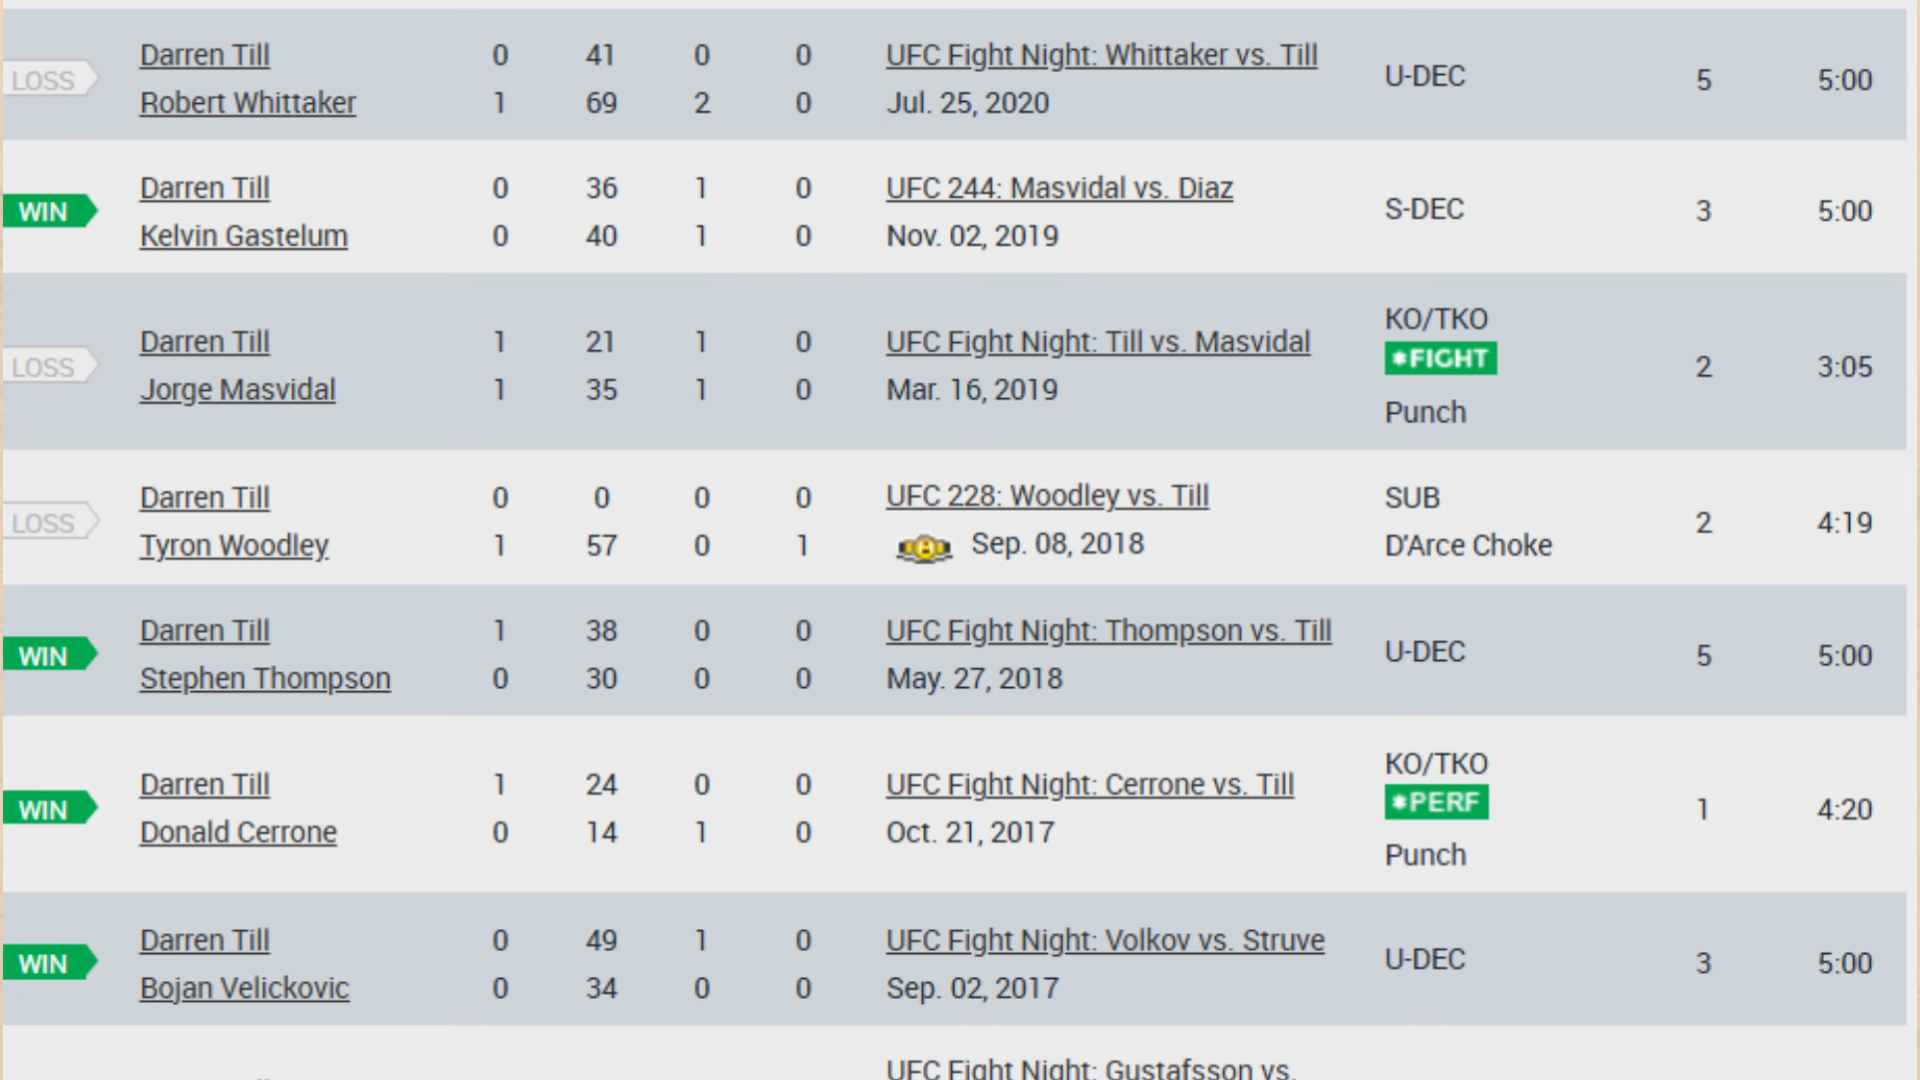 LOSS
Darren Till 0 41 0 0 UFC Fight Night: Whittaker vs. Till U-DEC 5 5:00
Robert Whittaker 1 69 2 0 Jul. 25, 2020
WIN
Darren Till 0 36 1 0 UFC 244: Masvidal vs. Diaz S-DEC 3 5:00
Kelvin Gastelum 0 40 1 0 Nov. 02, 2019
LOSS
Darren Till 1 21 1 0 UFC Fight Night: Till vs. Masvidal KO/TKO 2 3:05
*FIGHT
Jorge Masvidal 1 35 1 0 Mar. 16, 2019 Punch
LOSS
Darren Till 0 0 0 0 UFC 228: Woodley vs. Till SUB 2 4:19
Tyron Woodley 1 57 0 1 Sep. 08, 2018 D'Arce Choke
WIN
Darren Till 1 38 0 0 UFC Fight Night: Thompson vs. Till U-DEC 5 5:00
Stephen Thompson 0 30 0 0 May. 27, 2018
WIN
Darren Till 1 24 0 0 UFC Fight Night: Cerrone vs. Till KO/TKO 1 4:20
*PERF
Donald Cerrone 0 14 1 0 Oct. 21, 2017 Punch
WIN
Darren Till 0 49 1 0 UFC Fight Night: Volkov vs. Struve U-DEC 3 5:00
Bojan Velickovic 0 34 0 0 Sep. 02, 2017
UFC Fight Night: Gustafsson vs.